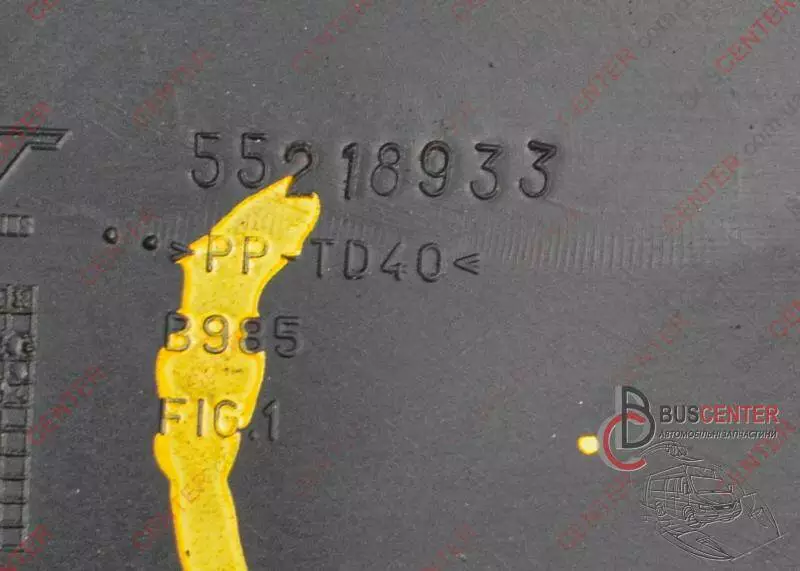 55218933
>PP-TD40<
B985
FIG.1
BUSCENTER
АВТОМОБІЛЬНІ ЗАПЧАСТИНИ